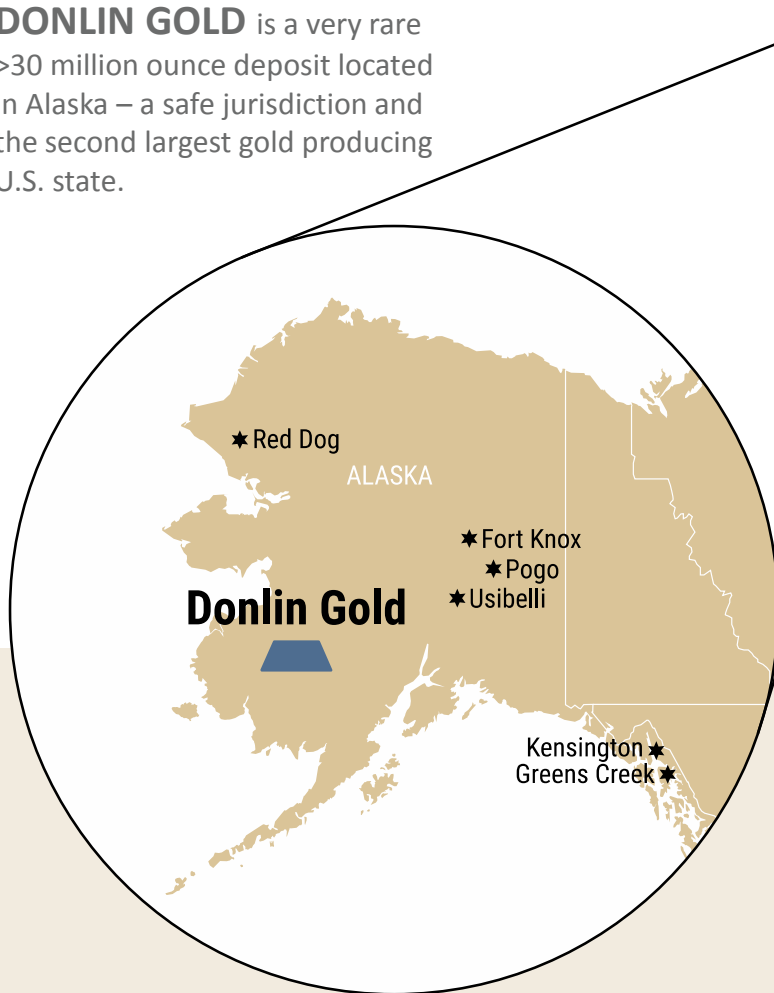 DONLIN GOLD is a very rare
>30 million ounce deposit located
in Alaska – a safe jurisdiction and
the second largest gold producing
U.S. state.
Red Dog
ALASKA
Fort Knox
Pogo
Usibelli
Donlin Gold
Kensington
Greens Creek